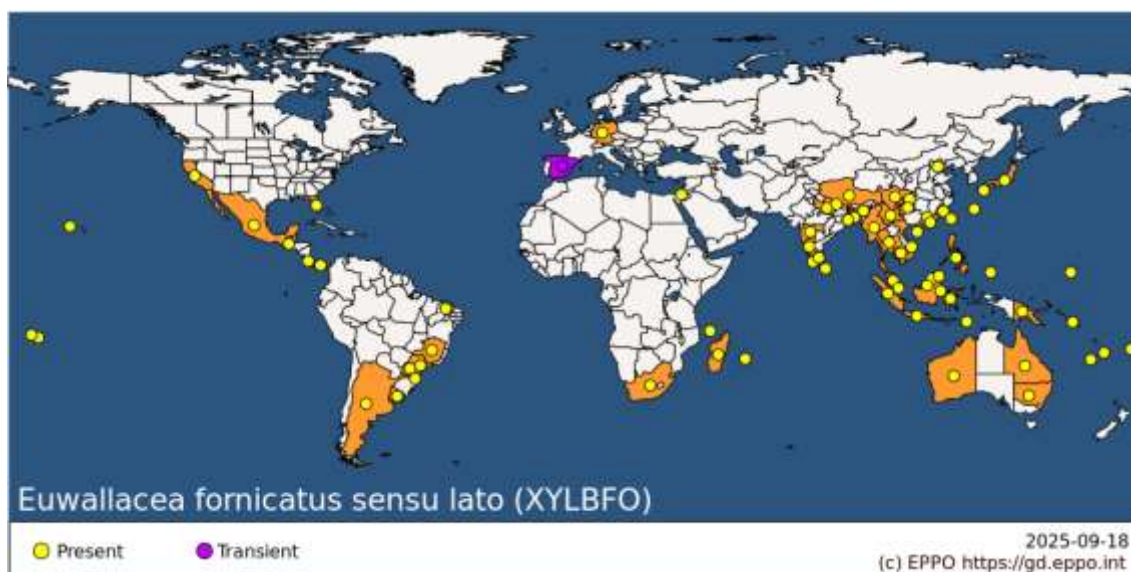 Euwallacea fornicatus sensu lato (XYLBFO)
Present
Transient
2025-09-18
(c) EPPO https://gd.eppo.int